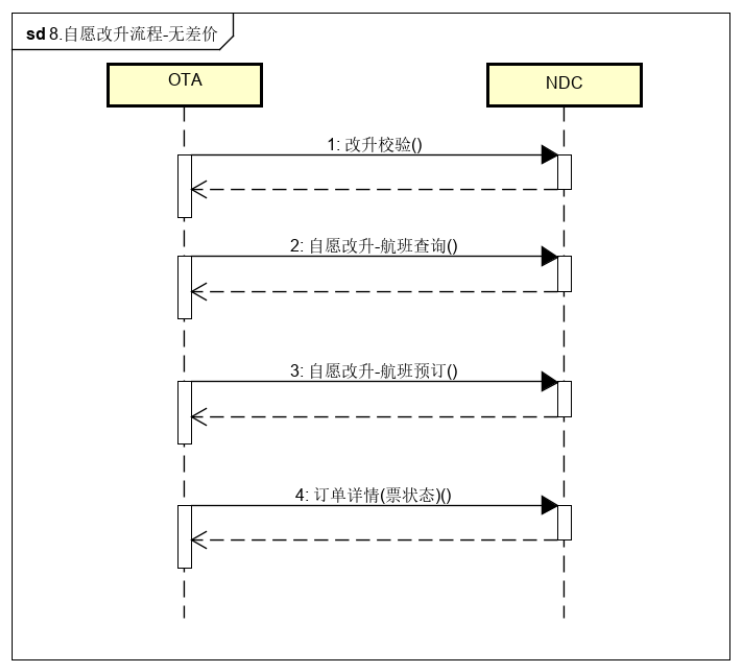 sd 8.自愿改升流程-无差价
OTA
NDC
1: 改升校验()
2: 自愿改升-航班查询()
3: 自愿改升-航班预订()
4: 订单详情(票状态)()